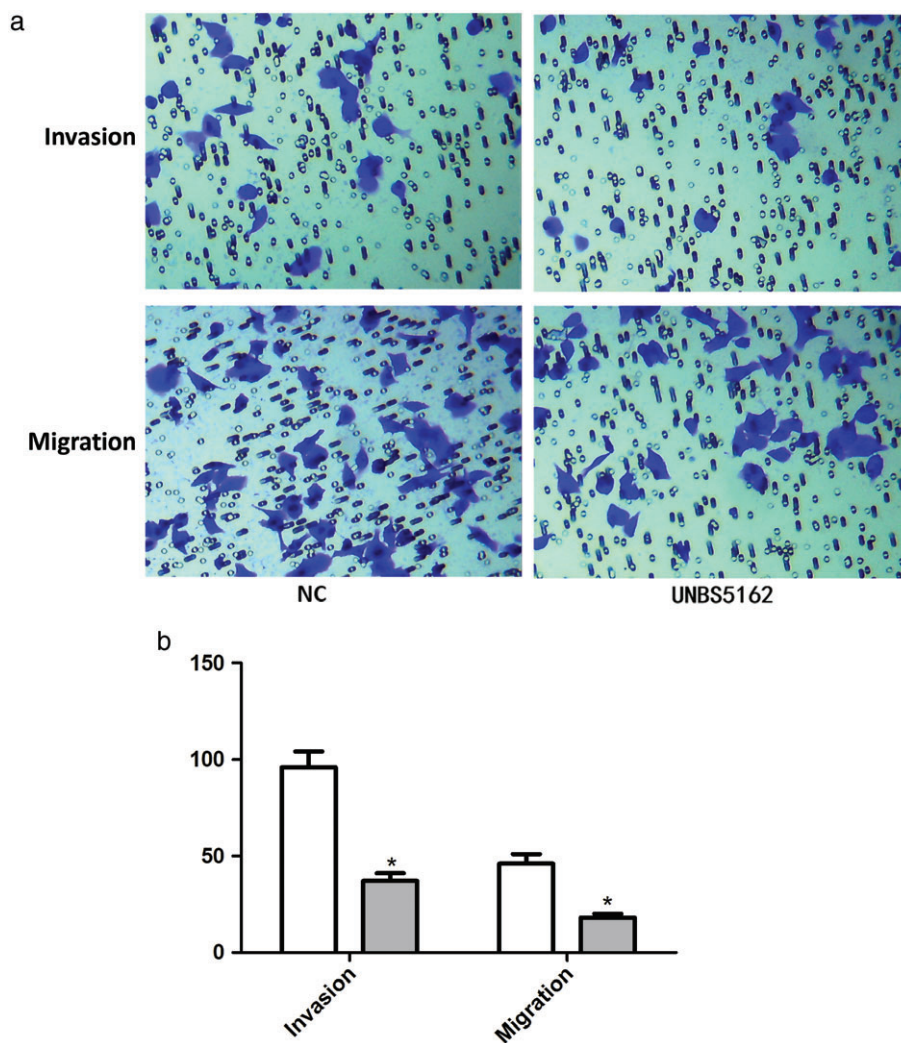 a
Invasion
Migration
NC
UNBS5162
b
150
100
50
0
*
*
Invasion
Migration